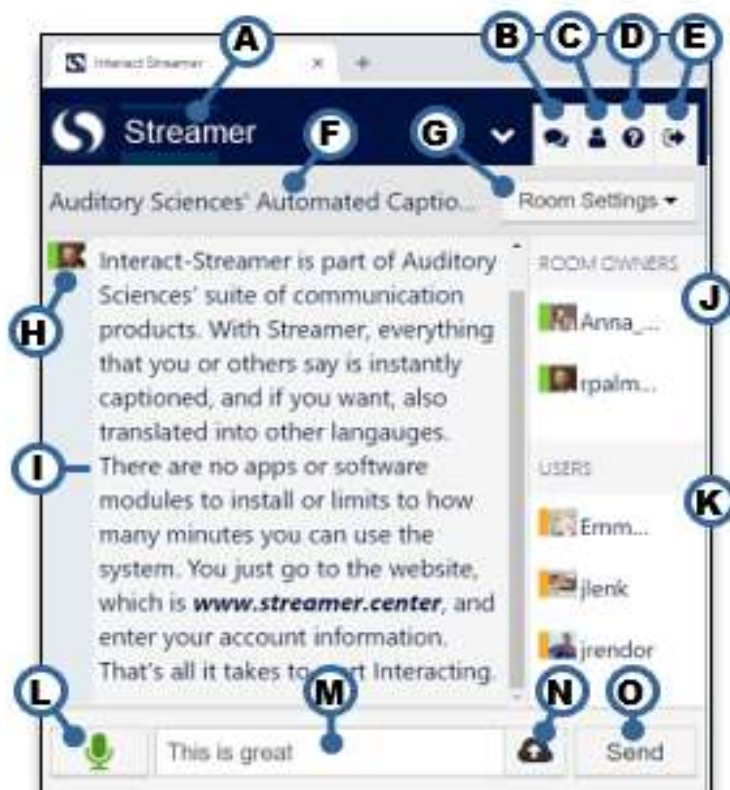 A
B
C
D
E
Interact Streamer
Streamer
F
G
Auditory Sciences' Automated Captio...
Room Settings
H
Interact-Streamer is part of Auditory
Sciences' suite of communication
products. With Streamer, everything
that you or others say is instantly
captioned, and if you want, also
translated into other langauges.
I
There are no apps or software
modules to install or limits to how
many minutes you can use the
system. You just go to the website,
which is www.streamer.center, and
enter your account information.
That's all it takes to start Interacting.
ROOM OWNERS
J
Anna_...
rpalm...
USERS
K
Emm...
jlenk
jrendor
L
M
N
O
This is great
Send